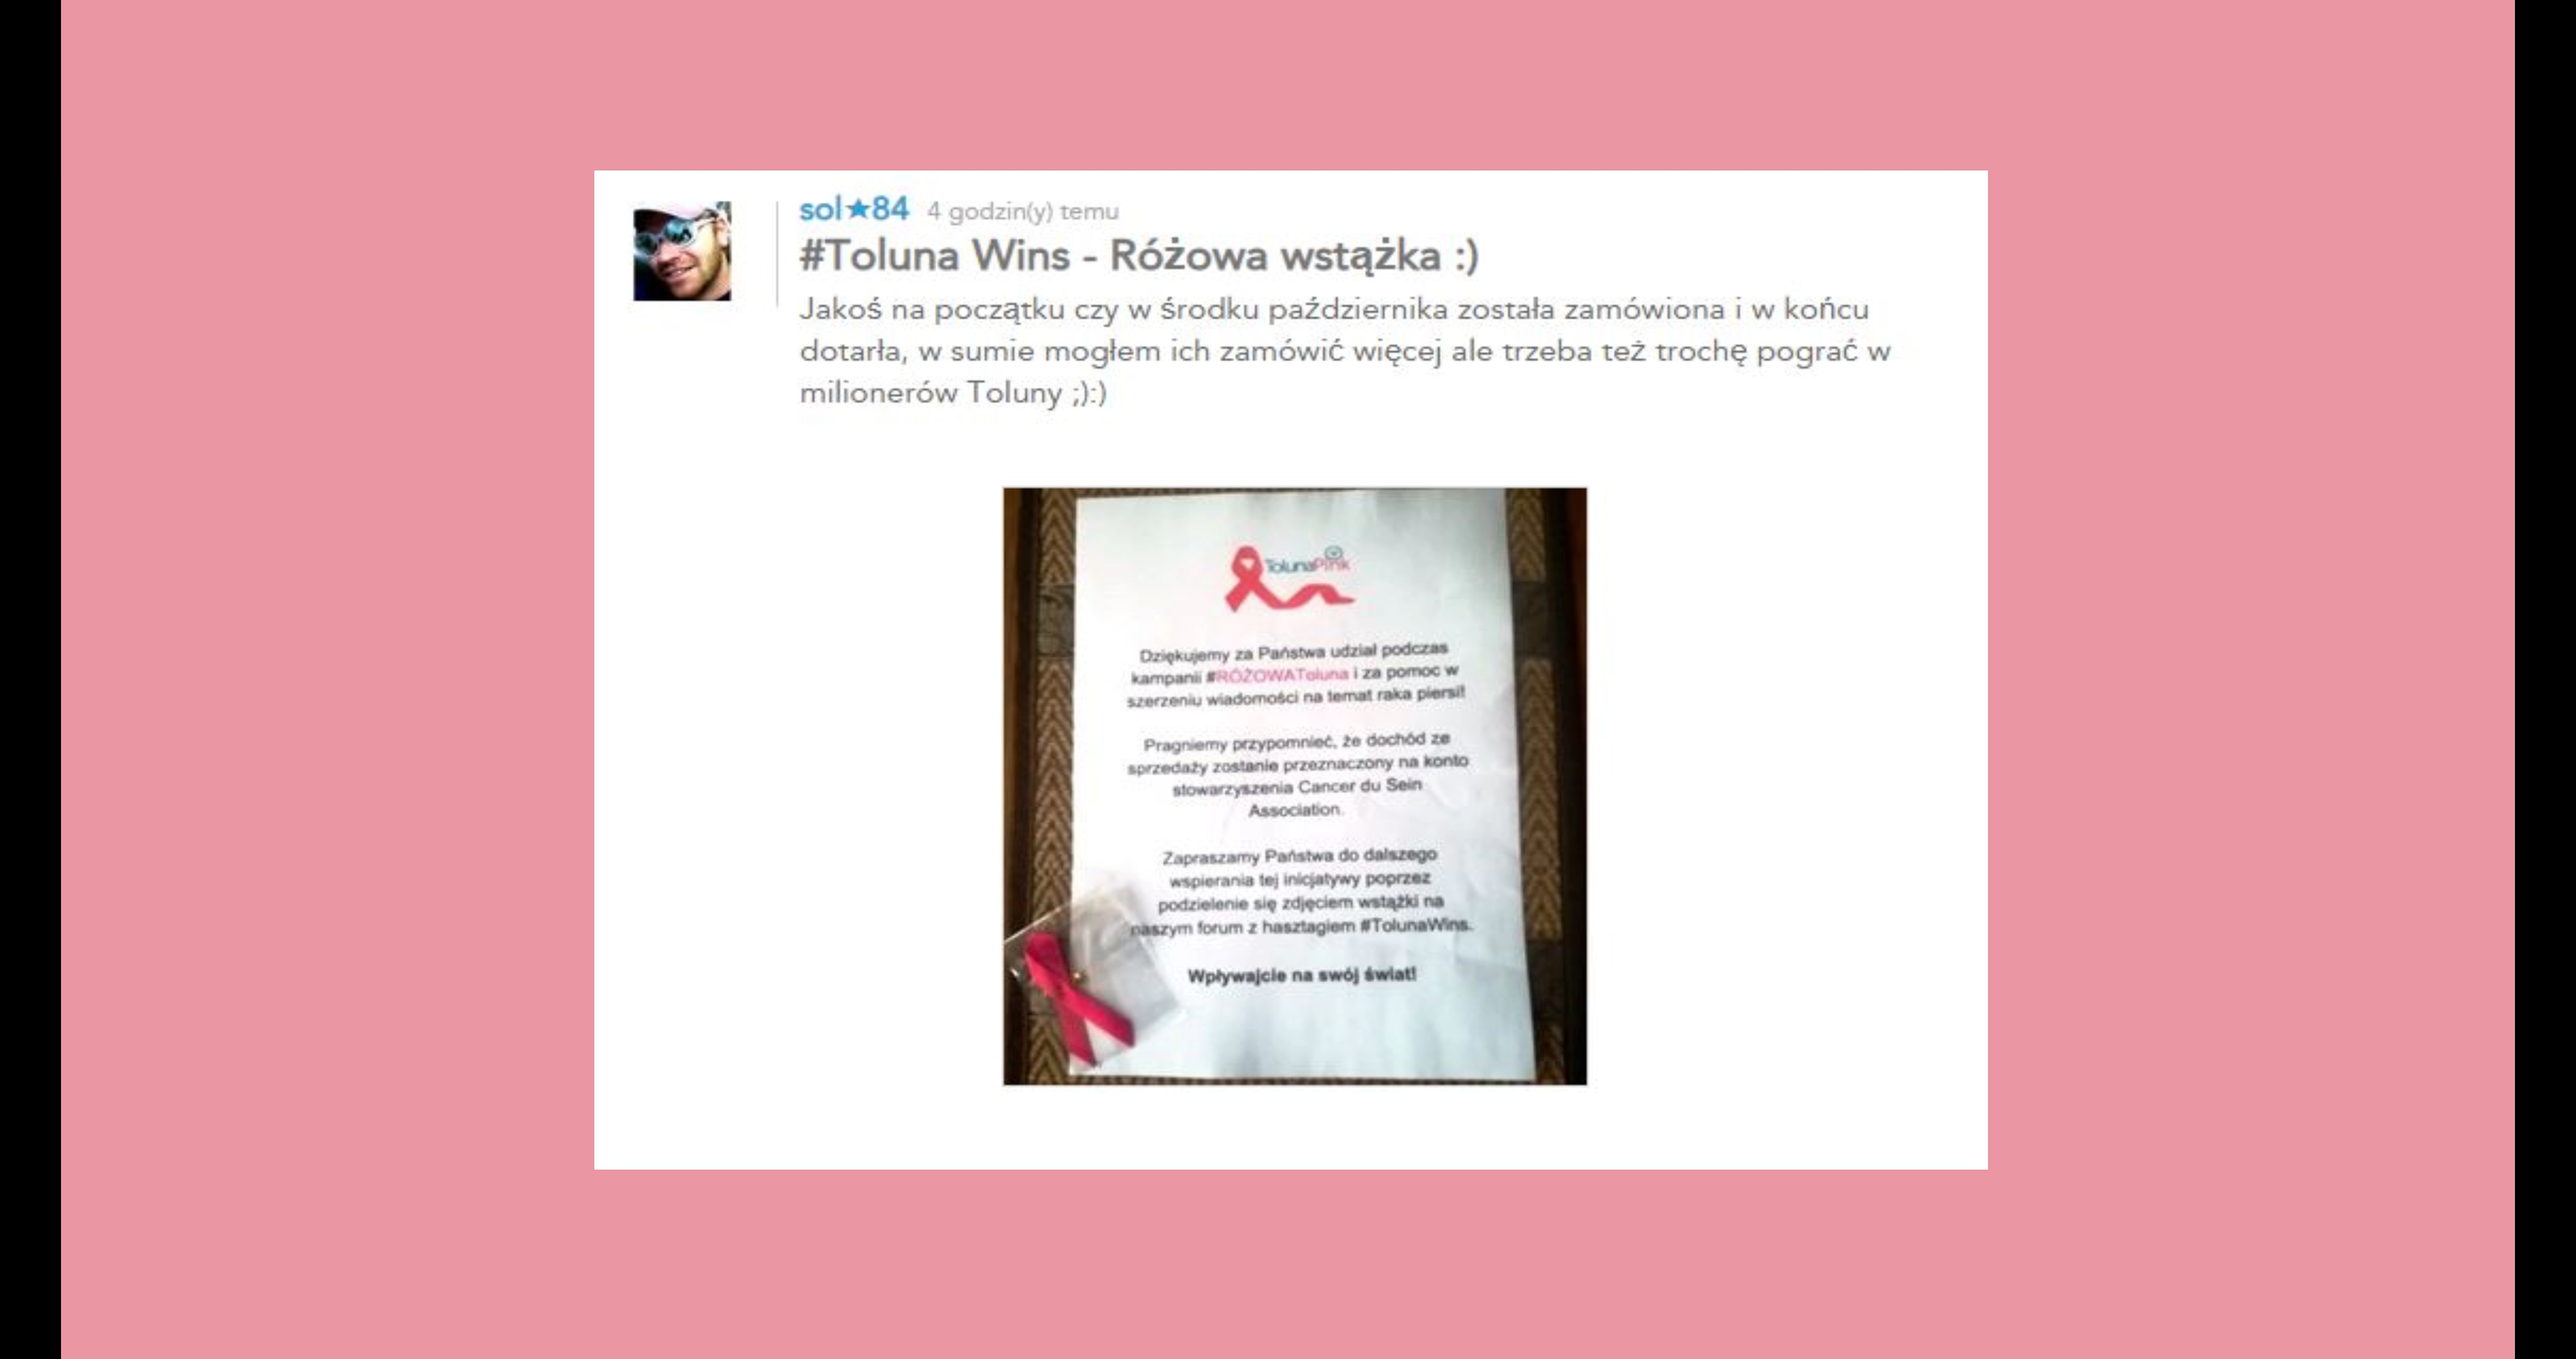 sol★84 4 godzin(y) temu
#Toluna Wins - Różowa wstążka :)
Jakoś na początku czy w środku października została zamówiona i w końcu
dotarła, w sumie mogłem ich zamówić więcej ale trzeba też trochę pograć w
milionerów Toluny ;):)
TolunaPink
Dziękujemy za Państwa udział podczas
kampanii #RÓŻOWAToluna i za pomoc w
szerzeniu wiadomości na temat raka piersi!
Pragniemy przypomnieć, że dochód ze
sprzedaży zostanie przeznaczony na konto
stowarzyszenia Cancer du Sein
Association.
Zapraszamy Państwa do dalszego
wspierania tej inicjatywy poprzez
podzielenie się zdjęciem wstążki na
naszym forum z hasztagiem #TolunaWins.
Wpływajcie na swój świat!